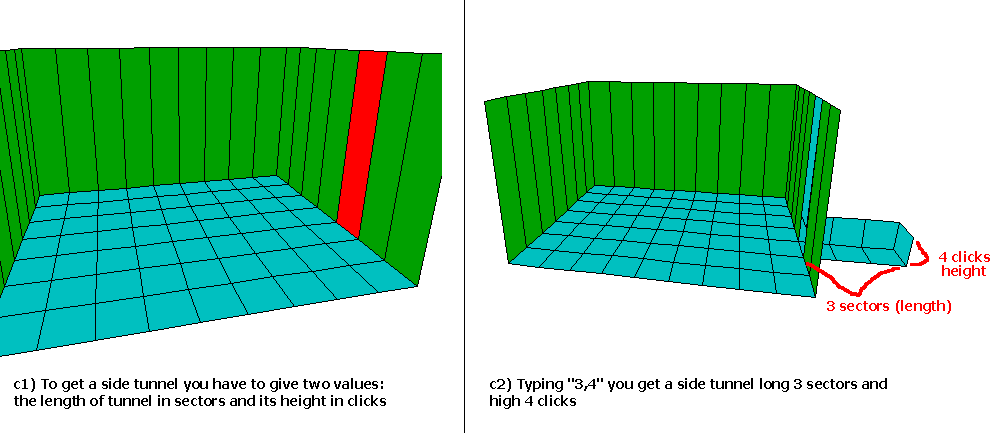 c1) To get a side tunnel you have to give two values:
the length of tunnel in sectors and its height in clicks
4 clicks
height
3 sectors (length)
c2) Typing "3,4" you get a side tunnel long 3 sectors and
high 4 clicks